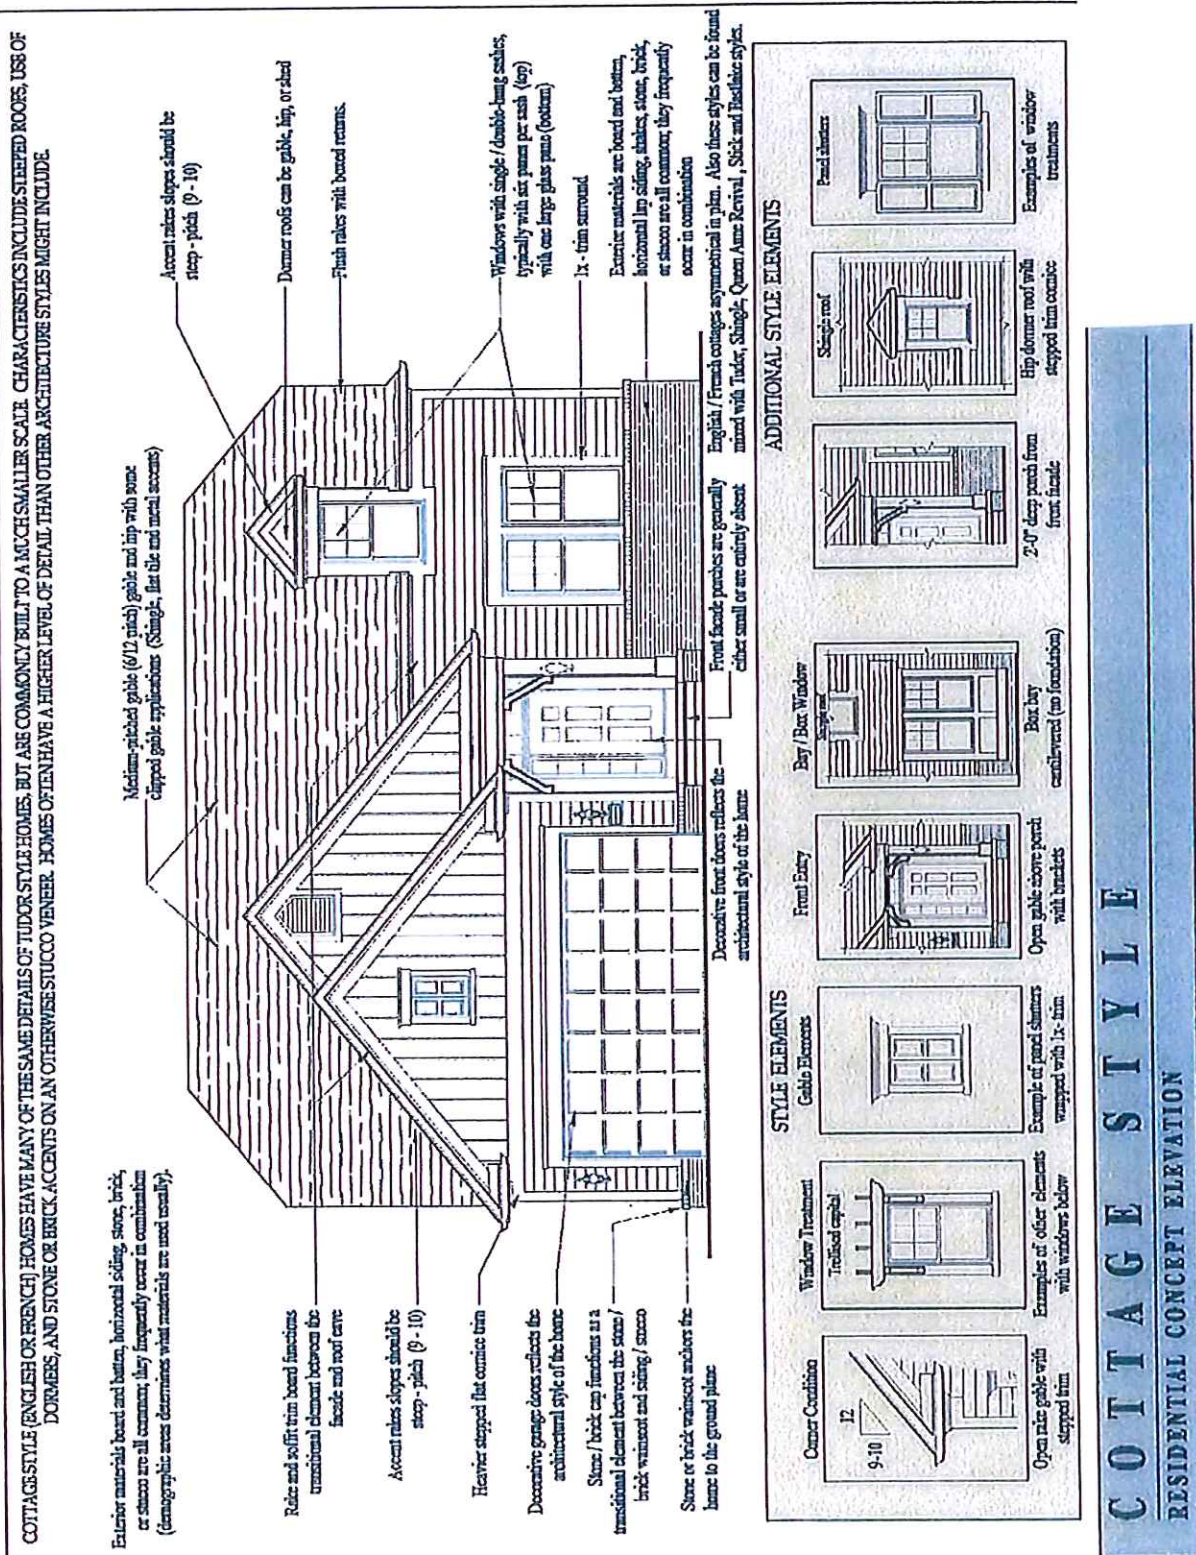 COTTAGE STYLE (ENGLISH OR FRENCH) HOMES HAVE MANY OF THE SAME DETAILS OF TUDOR STYLE HOMES, BUT ARE COMMONLY BUILT TO A MUCH SMALLER SCALE. CHARACTERISTICS INCLUDE STEEPED ROOFS, USE OF
DORMERS, AND STONE OR BRICK ACCENTS ON AN OTHERWISE STUCCO VENEER. HOMES OFTEN HAVE A HIGHER LEVEL OF DETAIL THAN OTHER ARCHITECTURE STYLES MIGHT INCLUDE.
Exterior materials board and batten, horizontal siding, stone, brick,
or stucco are all common; they frequently occur in combination
(demographic areas determines what materials are used usually).
Medium-pitched gable (6/12 pitch) gable and hip with some
clipped gable applications (Shingle, flat tile and metal accents)
Accent rakes slopes should be
steep - pitch (9 - 10)
Dormer roofs can be gable, hip, or shed
Flush rakes with boxed returns.
Windows with single / double-hung sashes,
typically with six panes per sash (top)
with one large glass pane (bottom)
1x - trim surround
Exterior materials are board and batten,
horizontal lap siding, shakes, stone, brick,
or stucco are all common; they frequently
occur in combination
Rake and soffit trim board functions
transitional element between the
facade and roof eave
Accent rakes slopes should be
steep - pitch (9 - 10)
Heavier stepped flat cornice trim
Decorative garage doors reflects the
architectural style of the home
Stone / brick cap functions as a
transitional element between the stone /
brick wainscot and siding / stucco
Stone or brick wainscot anchors the
home to the ground plane
Decorative front doors reflects the
architectural style of the home
Front facade porches are generally
either small or are entirely absent
English / French cottages asymmetrical in plan. Also these styles can be found
mixed with Tudor, Shingle, Queen Anne Revival, Stick and Eastlake styles.
STYLE ELEMENTS
Corner Condition
12
9-10
Open rake gable with
stepped trim
Window Treatment
Trellised capital
Examples of other elements
with windows below
Gable Elements
Example of panel shutters
wrapped with 1x- trim
Front Entry
Open gable above porch
with brackets
Bay / Box Window
Box bay
cantilevered (no foundation)
ADDITIONAL STYLE ELEMENTS
2'-0" deep porch from
front facade
Shingle roof
Hip dormer roof with
stepped trim cornice
Panel shutters
Examples of window
treatments
COTTAGE STYLE
RESIDENTIAL CONCEPT ELEVATION